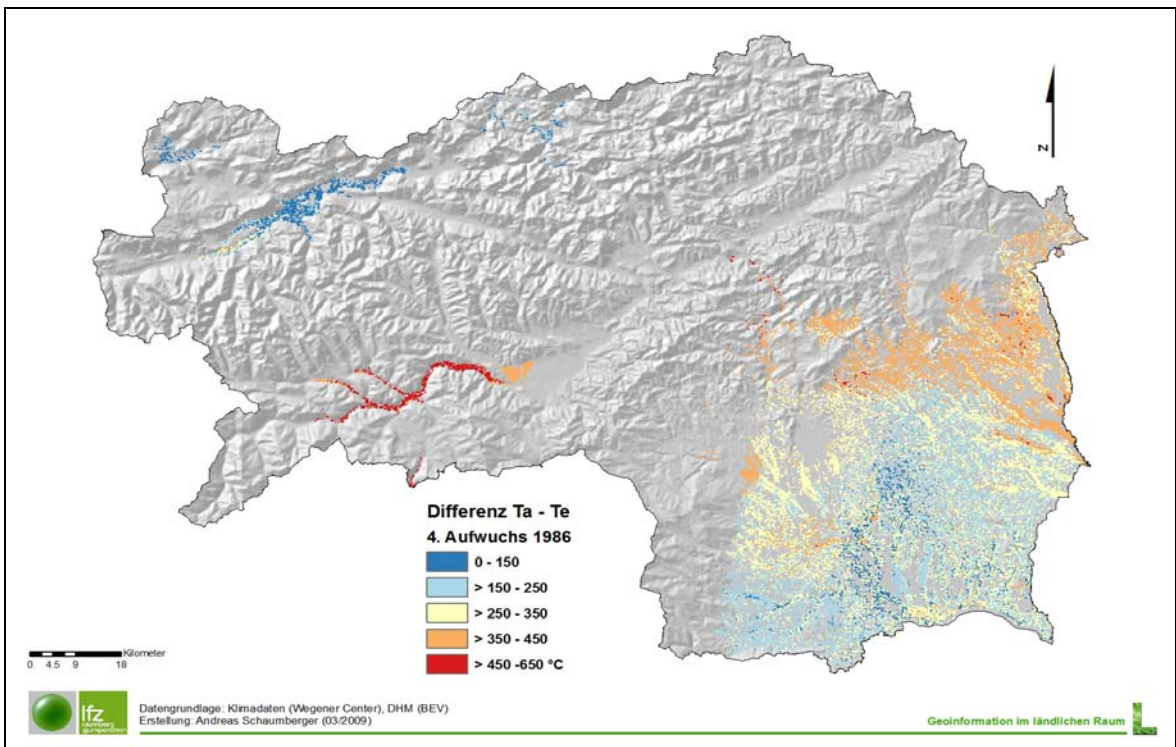 N
Differenz Ta - Te
4. Aufwuchs 1986
0 - 150
> 150 - 250
> 250 - 350
> 350 - 450
> 450 -650 °C
Kilometer
0 4.5 9 18
lfz
raumberg
gumpenstein
Datengrundlage: Klimadaten (Wegener Center), DHM (BEV)
Erstellung: Andreas Schaumberger (03/2009)
Geoinformation im ländlichen Raum
L